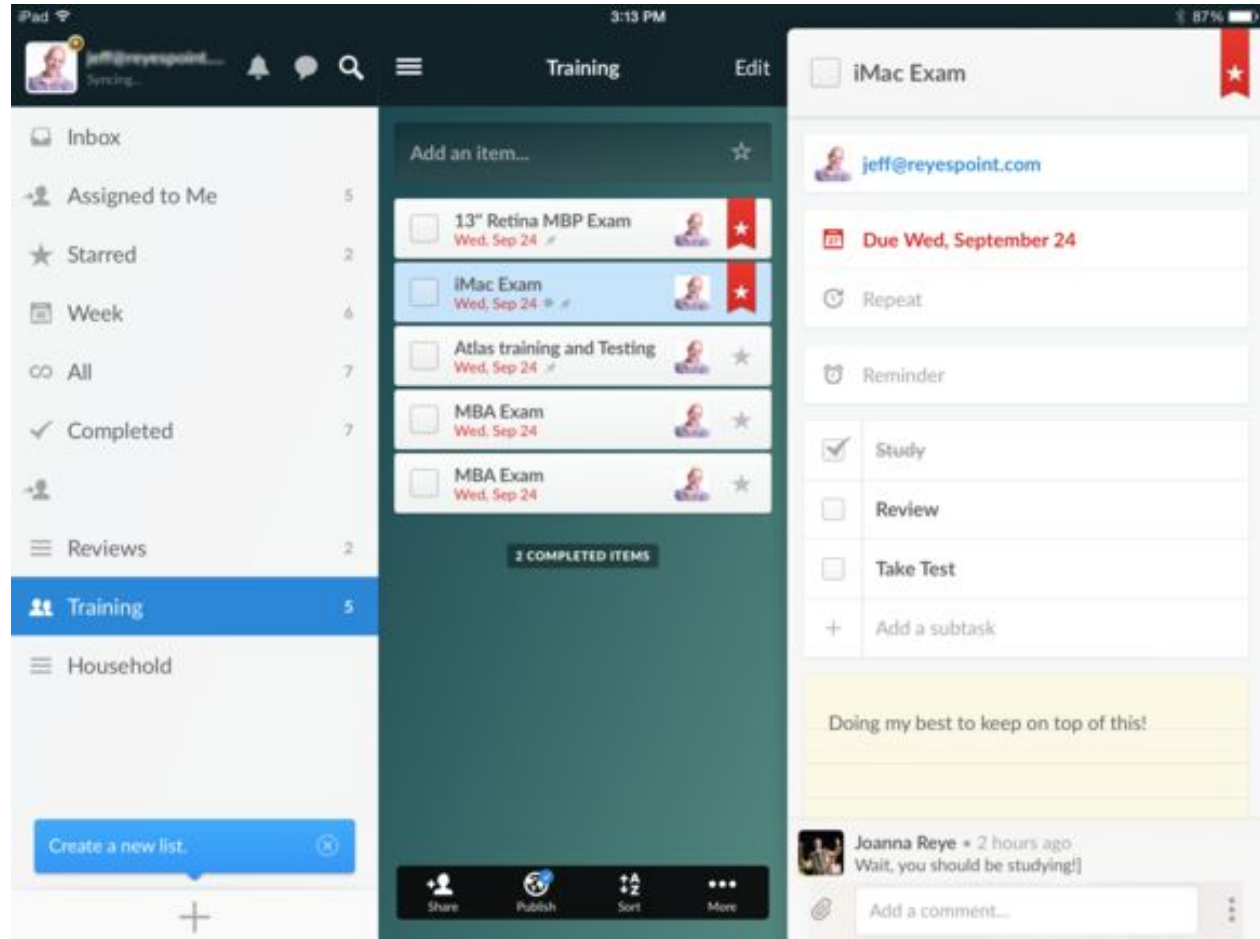 iPad
3:13 PM
87%
Syncing...
Inbox
Assigned to Me 5
Starred 2
Week 6
All 7
Completed 7
Reviews 2
Training 5
Household
Create a new list.
Training
Edit
Add an item...
13" Retina MBP Exam
Wed, Sep 24
iMac Exam
Wed, Sep 24
Atlas training and Testing
Wed, Sep 24
MBA Exam
Wed, Sep 24
MBA Exam
Wed, Sep 24
2 COMPLETED ITEMS
Share
Publish
Sort
More
iMac Exam
jeff@reyespoint.com
Due Wed, September 24
Repeat
Reminder
Study
Review
Take Test
Add a subtask
Doing my best to keep on top of this!
Joanna Reye • 2 hours ago
Wait, you should be studying!]
Add a comment...